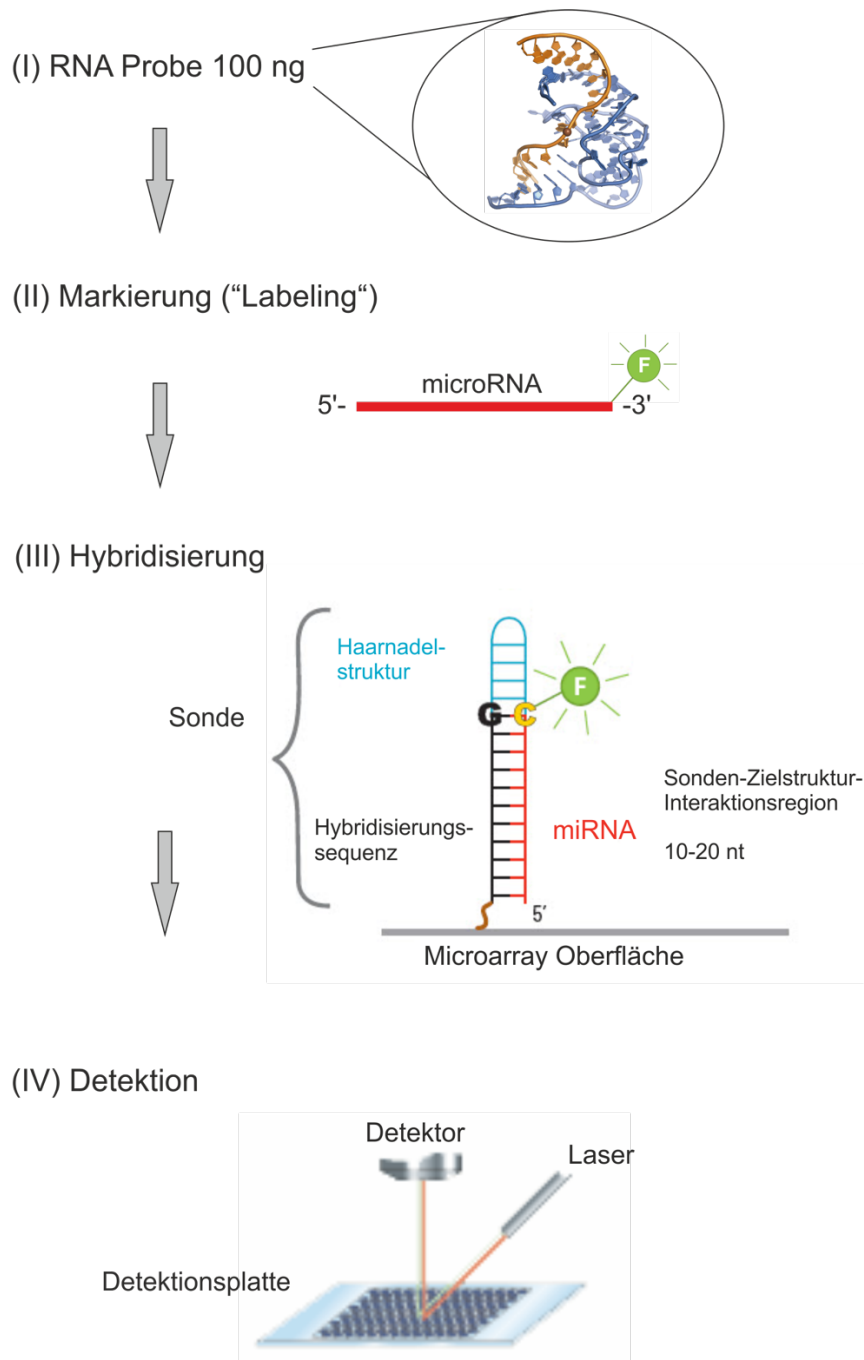 (I) RNA Probe 100 ng
(II) Markierung (“Labeling“)
F
microRNA
5'-
-3'
(III) Hybridisierung
Haarnadel-
struktur
F
G C
Sonde
Sonden-Zielstruktur-
Interaktionsregion
Hybridisierungs-
sequenz
miRNA
10-20 nt
5′
Microarray Oberfläche
(IV) Detektion
Detektor
Laser
Detektionsplatte